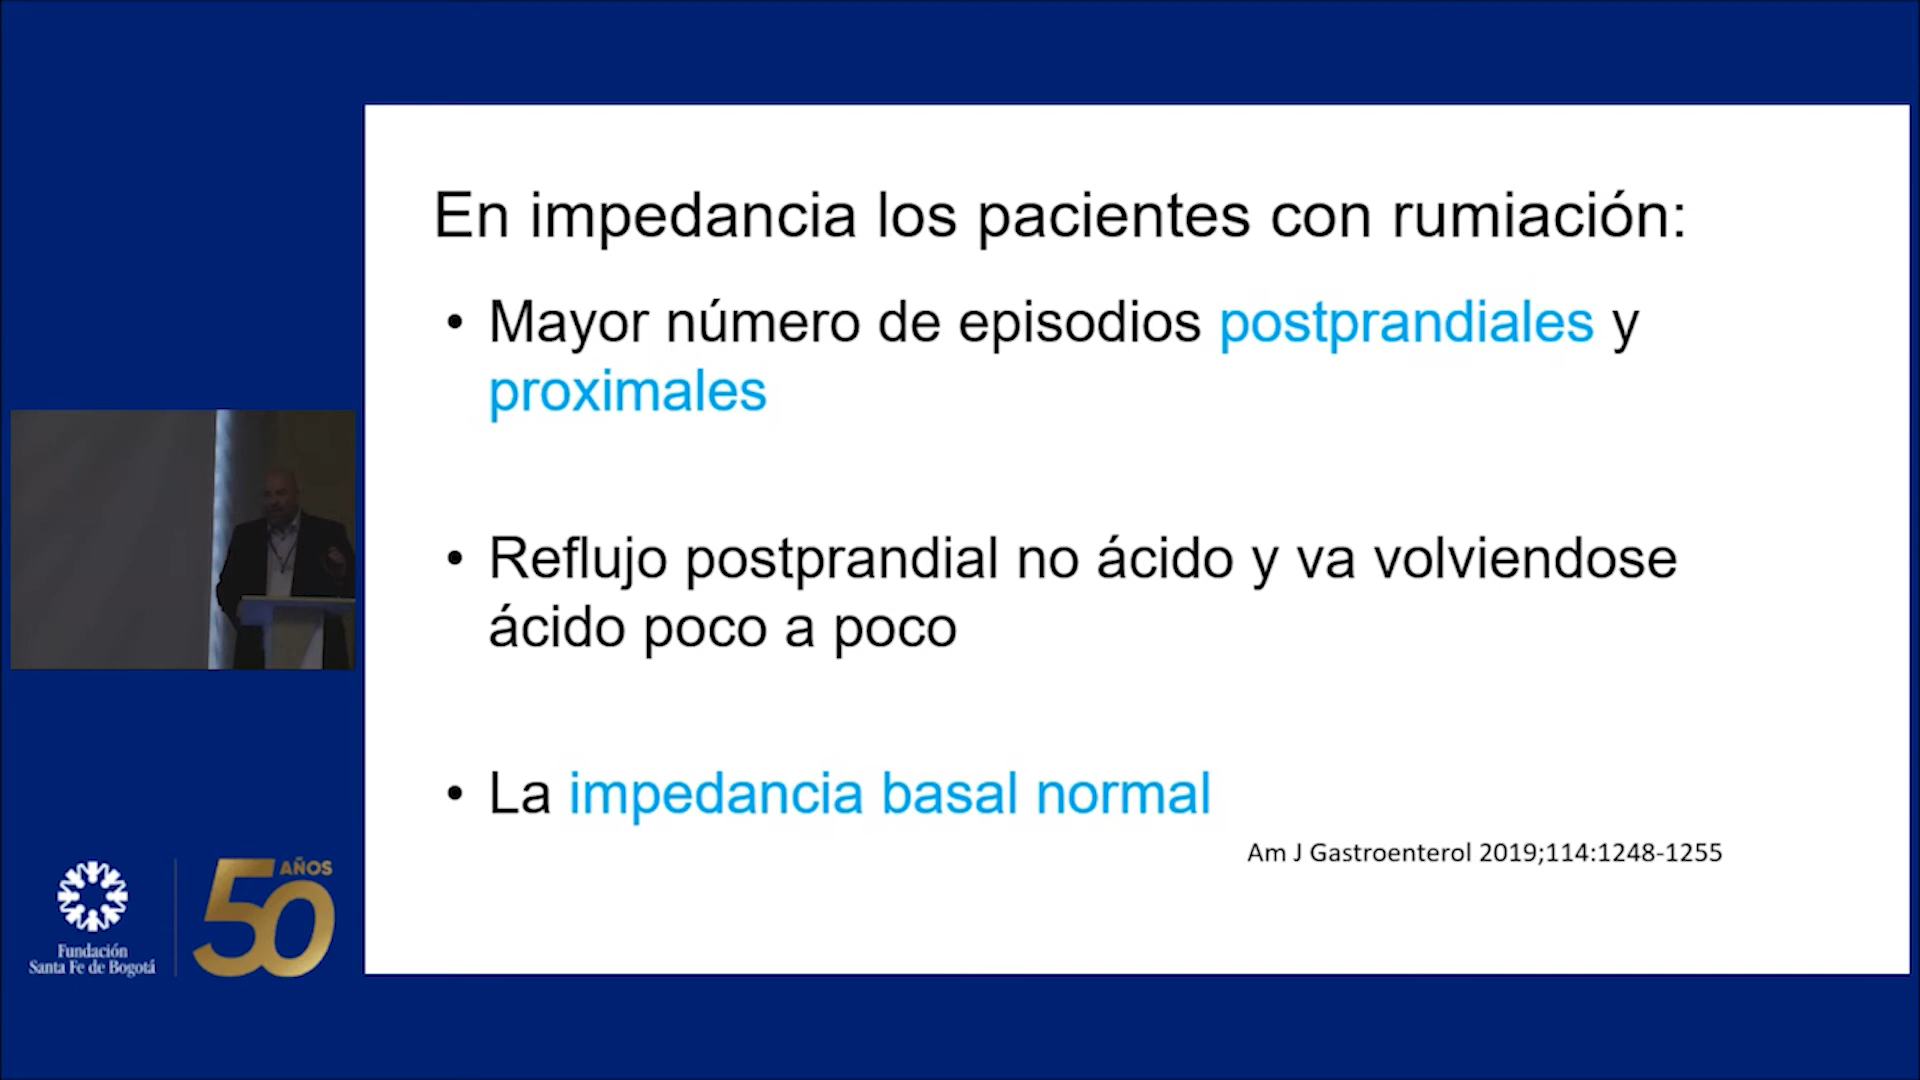 En impedancia los pacientes con rumiación:
• Mayor número de episodios postprandiales y
proximales
• Reflujo postprandial no ácido y va volviendose
ácido poco a poco
• La impedancia basal normal
Am J Gastroenterol 2019;114:1248-1255
Fundación
Santa Fe de Bogotá
50 AÑOS